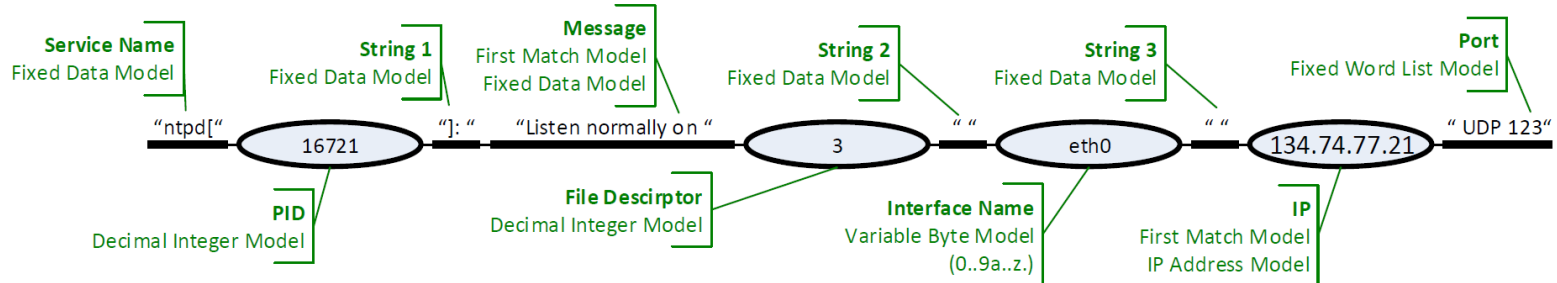 Service Name
Fixed Data Model
String 1
Fixed Data Model
Message
First Match Model
Fixed Data Model
String 2
Fixed Data Model
String 3
Fixed Data Model
Port
Fixed Word List Model
“ntpd[“
16721
“]: “
“Listen normally on “
3
“ “
eth0
“ “
134.74.77.21
“ UDP 123“
PID
Decimal Integer Model
File Descirptor
Decimal Integer Model
Interface Name
Variable Byte Model
(0..9a..z.)
IP
First Match Model
IP Address Model